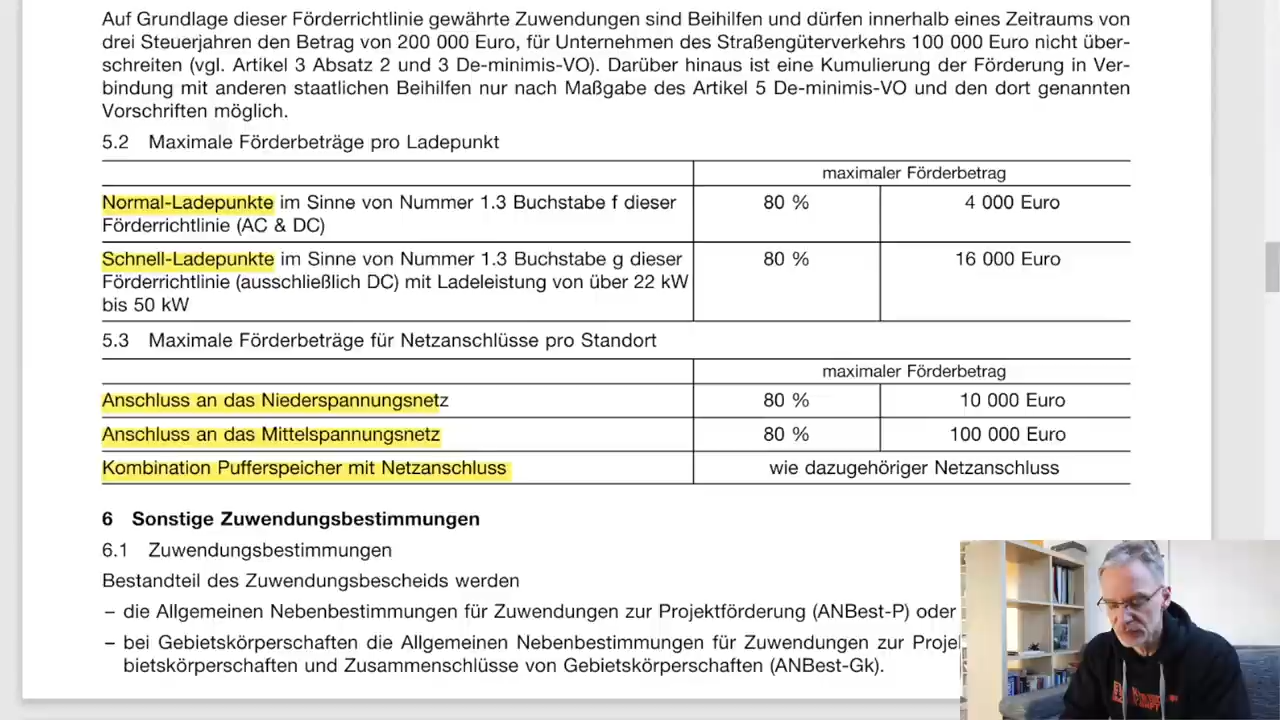 Auf Grundlage dieser Förderrichtlinie gewährte Zuwendungen sind Beihilfen und dürfen innerhalb eines Zeitraums von
drei Steuerjahren den Betrag von 200 000 Euro, für Unternehmen des Straßengüterverkehrs 100 000 Euro nicht über-
schreiten (vgl. Artikel 3 Absatz 2 und 3 De-minimis-VO). Darüber hinaus ist eine Kumulierung der Förderung in Ver-
bindung mit anderen staatlichen Beihilfen nur nach Maßgabe des Artikel 5 De-minimis-VO und den dort genannten
Vorschriften möglich.
5.2 Maximale Förderbeträge pro Ladepunkt
maximaler Förderbetrag
Normal-Ladepunkte im Sinne von Nummer 1.3 Buchstabe f dieser 80 % 4 000 Euro
Förderrichtlinie (AC & DC)
Schnell-Ladepunkte im Sinne von Nummer 1.3 Buchstabe g dieser 80 % 16 000 Euro
Förderrichtlinie (ausschließlich DC) mit Ladeleistung von über 22 kW
bis 50 kW
5.3 Maximale Förderbeträge für Netzanschlüsse pro Standort
maximaler Förderbetrag
Anschluss an das Niederspannungsnetz 80 % 10 000 Euro
Anschluss an das Mittelspannungsnetz 80 % 100 000 Euro
Kombination Pufferspeicher mit Netzanschluss wie dazugehöriger Netzanschluss
6 Sonstige Zuwendungsbestimmungen
6.1 Zuwendungsbestimmungen
Bestandteil des Zuwendungsbescheids werden
– die Allgemeinen Nebenbestimmungen für Zuwendungen zur Projektförderung (ANBest-P) oder
– bei Gebietskörperschaften die Allgemeinen Nebenbestimmungen für Zuwendungen zur Proje
bietskörperschaften und Zusammenschlüsse von Gebietskörperschaften (ANBest-Gk).